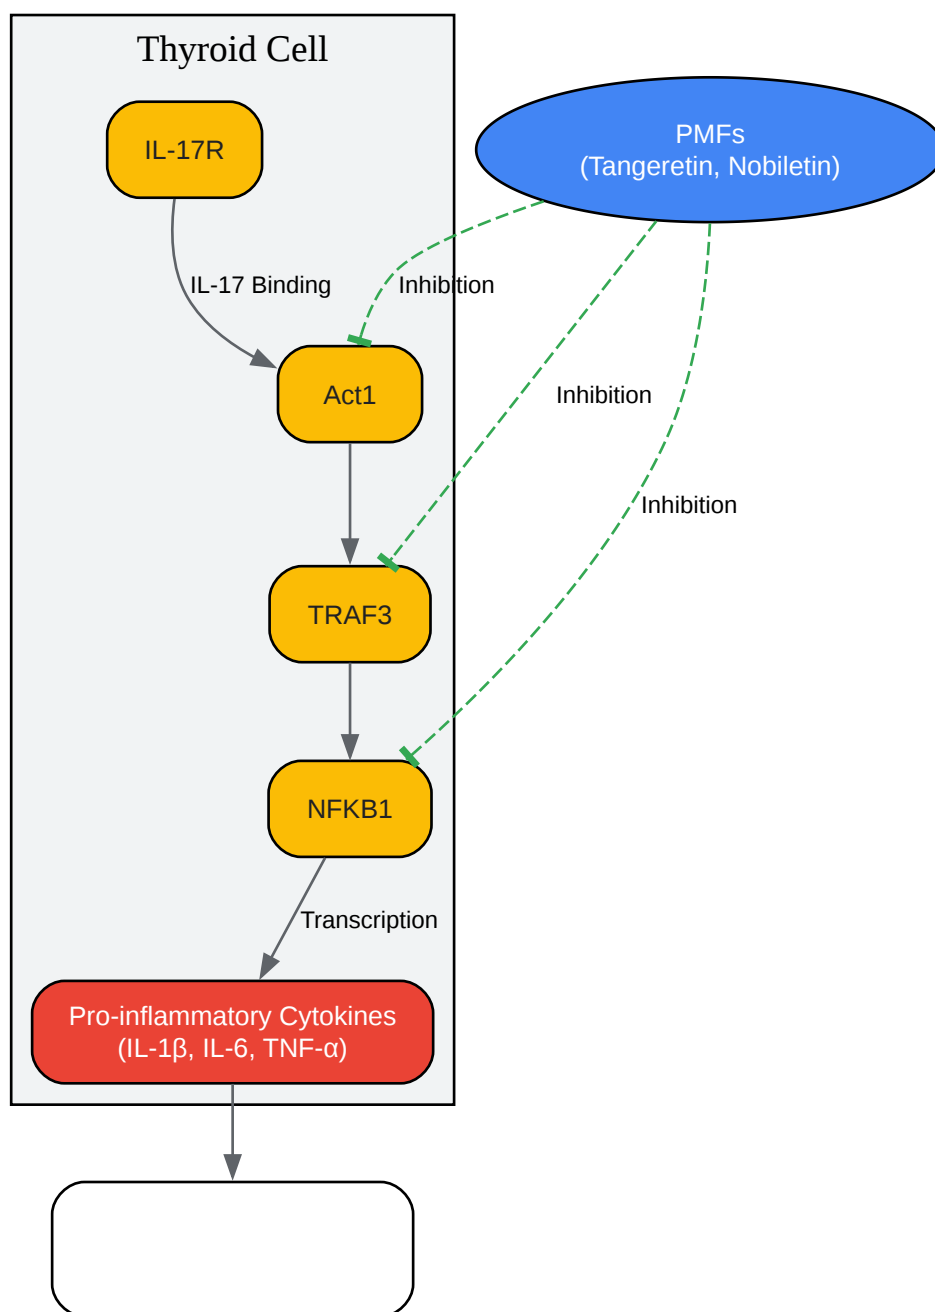 Thyroid Cell
IL-17R
PMFs
(Tangeretin, Nobiletin)
IL-17 Binding
Inhibition
Act1
Inhibition
Inhibition
TRAF3
NFKB1
Transcription
Pro-inflammatory Cytokines
(IL-1β, IL-6, TNF-α)